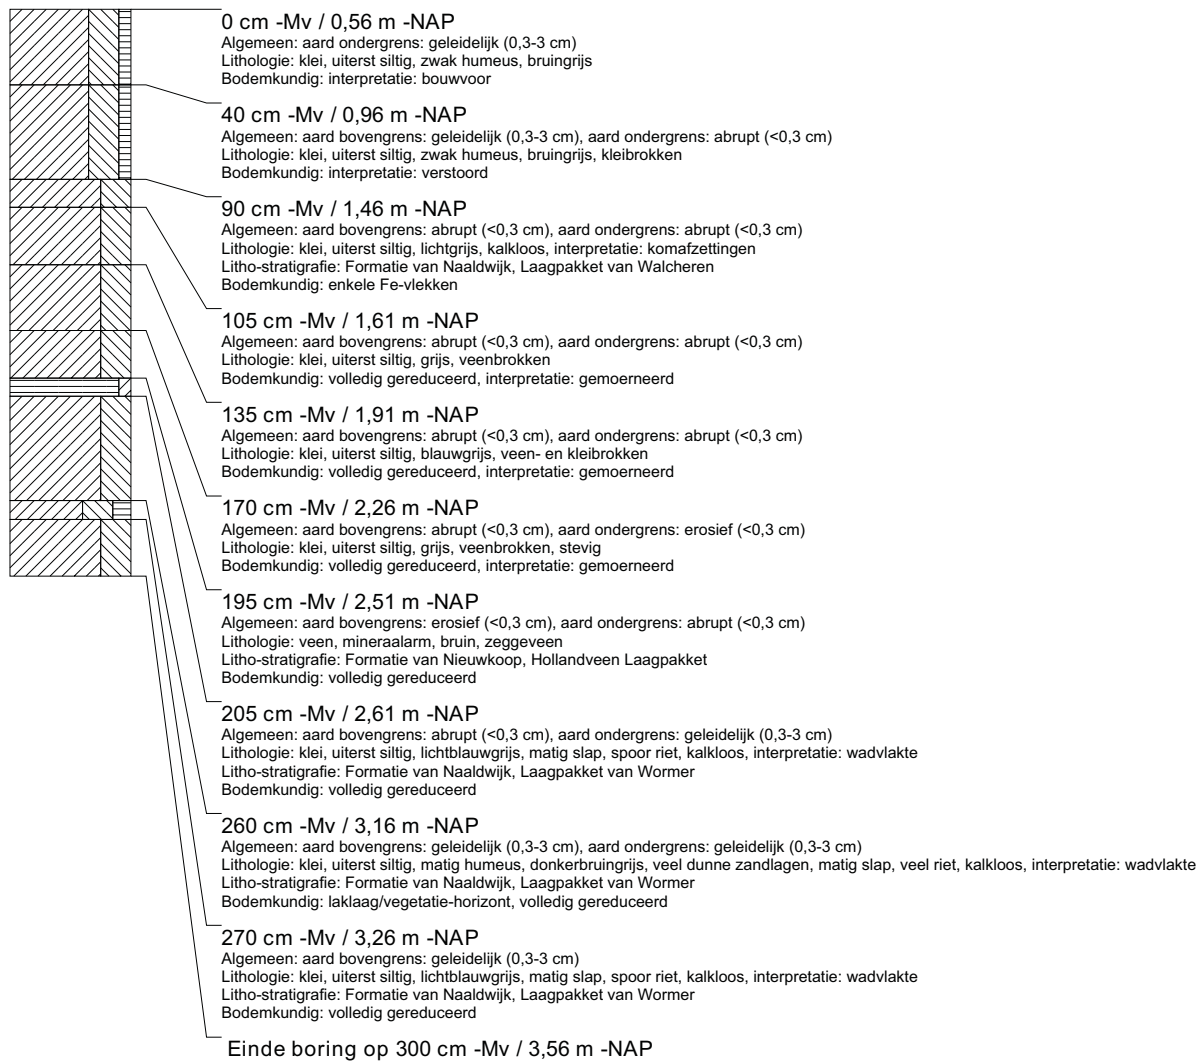 0 cm -Mv / 0,56 m -NAP
Algemeen: aard ondergrens: geleidelijk (0,3-3 cm)
Lithologie: klei, uiterst siltig, zwak humeus, bruingrijs
Bodemkundig: interpretatie: bouwvoor
40 cm -Mv / 0,96 m -NAP
Algemeen: aard bovengrens: geleidelijk (0,3-3 cm), aard ondergrens: abrupt (<0,3 cm)
Lithologie: klei, uiterst siltig, zwak humeus, bruingrijs, kleibrokken
Bodemkundig: interpretatie: verstoord
90 cm -Mv / 1,46 m -NAP
Algemeen: aard bovengrens: abrupt (<0,3 cm), aard ondergrens: abrupt (<0,3 cm)
Lithologie: klei, uiterst siltig, lichtgrijs, kalkloos, interpretatie: komafzettingen
Litho-stratigrafie: Formatie van Naaldwijk, Laagpakket van Walcheren
Bodemkundig: enkele Fe-vlekken
105 cm -Mv / 1,61 m -NAP
Algemeen: aard bovengrens: abrupt (<0,3 cm), aard ondergrens: abrupt (<0,3 cm)
Lithologie: klei, uiterst siltig, grijs, veenbrokken
Bodemkundig: volledig gereduceerd, interpretatie: gemoerneerd
135 cm -Mv / 1,91 m -NAP
Algemeen: aard bovengrens: abrupt (<0,3 cm), aard ondergrens: abrupt (<0,3 cm)
Lithologie: klei, uiterst siltig, blauwgrijs, veen- en kleibrokken
Bodemkundig: volledig gereduceerd, interpretatie: gemoerneerd
170 cm -Mv / 2,26 m -NAP
Algemeen: aard bovengrens: abrupt (<0,3 cm), aard ondergrens: erosief (<0,3 cm)
Lithologie: klei, uiterst siltig, grijs, veenbrokken, stevig
Bodemkundig: volledig gereduceerd, interpretatie: gemoerneerd
195 cm -Mv / 2,51 m -NAP
Algemeen: aard bovengrens: erosief (<0,3 cm), aard ondergrens: abrupt (<0,3 cm)
Lithologie: veen, mineraalarm, bruin, zeggeveen
Litho-stratigrafie: Formatie van Nieuwkoop, Hollandveen Laagpakket
Bodemkundig: volledig gereduceerd
205 cm -Mv / 2,61 m -NAP
Algemeen: aard bovengrens: abrupt (<0,3 cm), aard ondergrens: geleidelijk (0,3-3 cm)
Lithologie: klei, uiterst siltig, lichtblauwgrijs, matig slap, spoor riet, kalkloos, interpretatie: wadvlakte
Litho-stratigrafie: Formatie van Naaldwijk, Laagpakket van Wormer
Bodemkundig: volledig gereduceerd
260 cm -Mv / 3,16 m -NAP
Algemeen: aard bovengrens: geleidelijk (0,3-3 cm), aard ondergrens: geleidelijk (0,3-3 cm)
Lithologie: klei, uiterst siltig, matig humeus, donkerbruingrijs, veel dunne zandlagen, matig slap, veel riet, kalkloos, interpretatie: wadvlakte
Litho-stratigrafie: Formatie van Naaldwijk, Laagpakket van Wormer
Bodemkundig: laklaag/vegetatie-horizont, volledig gereduceerd
270 cm -Mv / 3,26 m -NAP
Algemeen: aard bovengrens: geleidelijk (0,3-3 cm)
Lithologie: klei, uiterst siltig, lichtblauwgrijs, matig slap, spoor riet, kalkloos, interpretatie: wadvlakte
Litho-stratigrafie: Formatie van Naaldwijk, Laagpakket van Wormer
Bodemkundig: volledig gereduceerd
Einde boring op 300 cm -Mv / 3,56 m -NAP